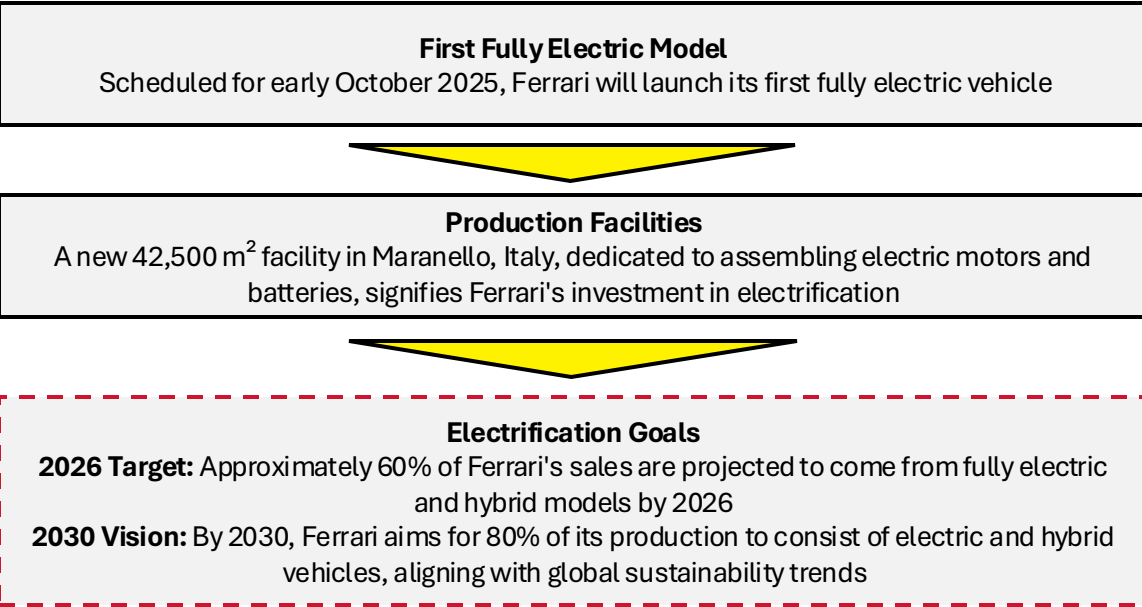 First Fully Electric Model
Scheduled for early October 2025, Ferrari will launch its first fully electric vehicle
Production Facilities
A new 42,500 m² facility in Maranello, Italy, dedicated to assembling electric motors and
batteries, signifies Ferrari's investment in electrification
Electrification Goals
2026 Target: Approximately 60% of Ferrari's sales are projected to come from fully electric
and hybrid models by 2026
2030 Vision: By 2030, Ferrari aims for 80% of its production to consist of electric and hybrid
vehicles, aligning with global sustainability trends